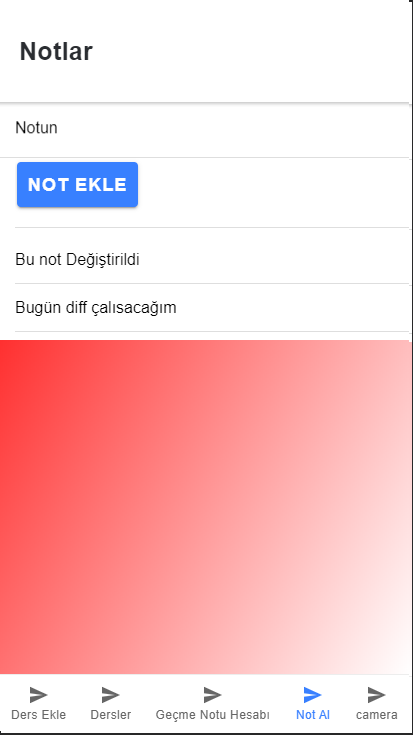 Notlar
Notun
NOT EKLE
Bu not Değiştirildi
Bugün diff çalısacağım
Ders Ekle
Dersler
Geçme Notu Hesabı
Not Al
camera